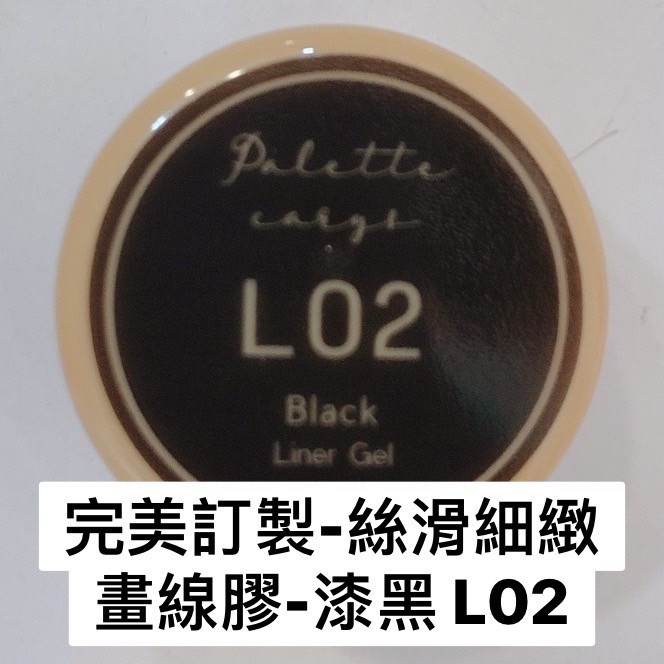 Palette
carys
L02
Black
Liner Gel
完美訂製-絲滑細緻
畫線膠-漆黑 L02